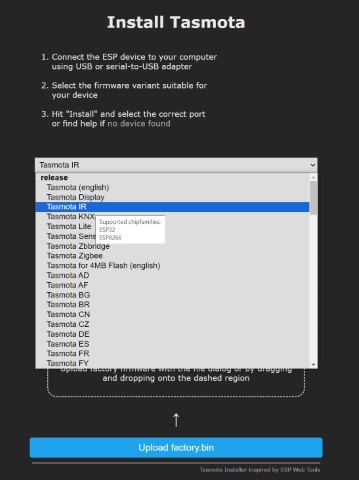 Install Tasmota
1. Connect the ESP device to your computer
using USB or serial-to-USB adapter
2. Select the firmware variant suitable for
your device
3. Hit "Install" and select the correct port
or find help if no device found
Tasmota IR
release
Tasmota (english)
Tasmota Display
Tasmota IR
Tasmota KNX
Supported chipfamilies:
Tasmota Lite
ESP32
Tasmota Sens
ESP8266
Tasmota Zbbridge
Tasmota Zigbee
Tasmota for 4MB Flash (english)
Tasmota AD
Tasmota AF
Tasmota BG
Tasmota BR
Tasmota CN
Tasmota CZ
Tasmota DE
Tasmota ES
Tasmota FR
Tasmota FY
Upload factory firmware with the file dialog or by dragging
and dropping onto the dashed region
↑
Upload factory.bin
Tasmota Installer inspired by ESP Web Tools